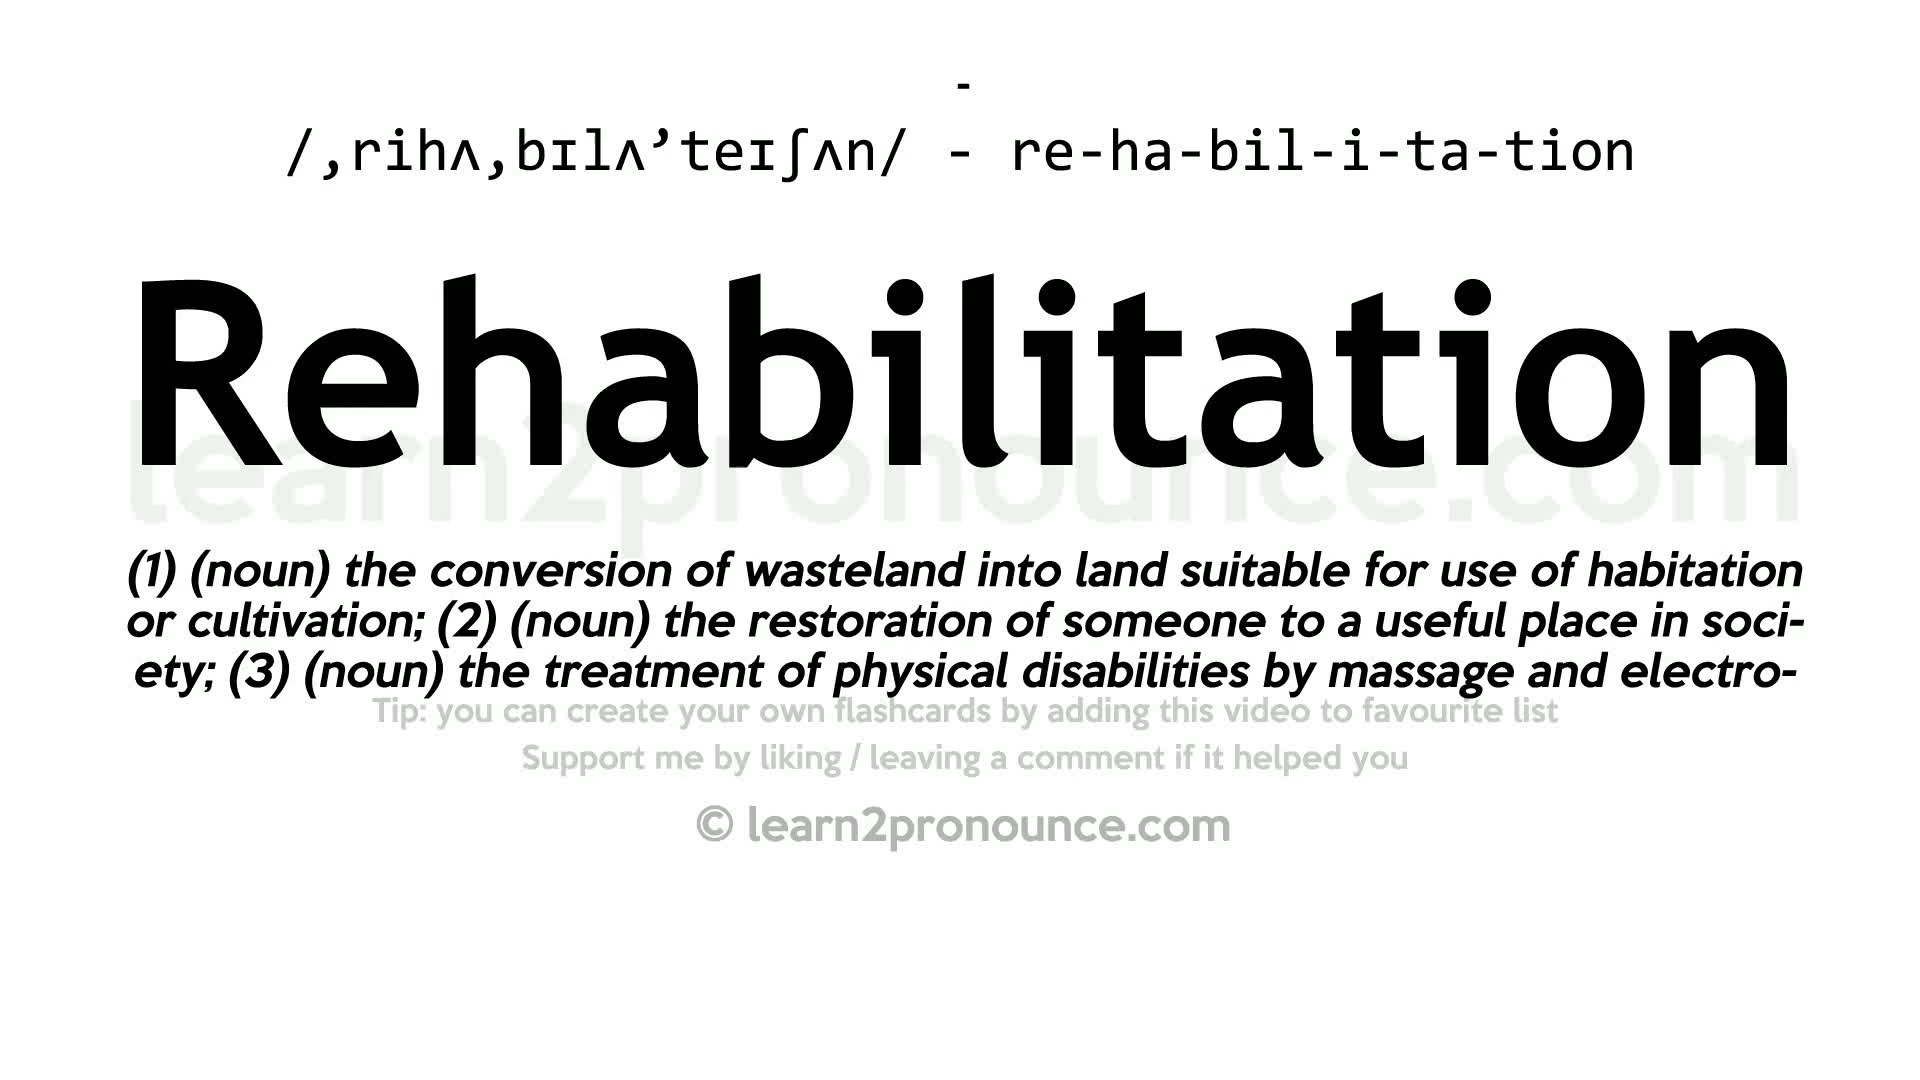 -
/,rihʌ,bɪlʌ’teɪʃʌn/ - re-ha-bil-i-ta-tion
Rehabilitation
learn2pronounce.com
(1) (noun) the conversion of wasteland into land suitable for use of habitation
or cultivation; (2) (noun) the restoration of someone to a useful place in soci-
ety; (3) (noun) the treatment of physical disabilities by massage and electro-
Tip: you can create your own flashcards by adding this video to favourite list
Support me by liking / leaving a comment if it helped you
© learn2pronounce.com